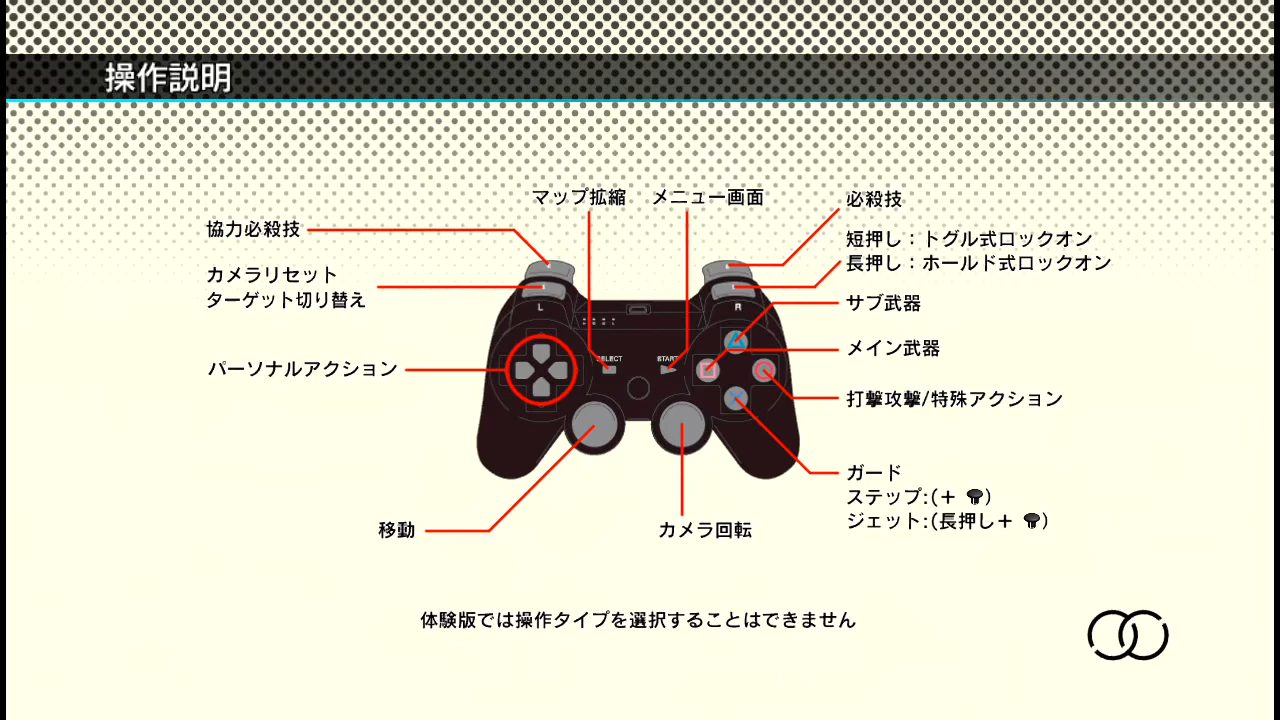 操作説明
マップ拡縮
メニュー画面
必殺技
協力必殺技
短押し：トグル式ロックオン
長押し：ホールド式ロックオン
カメラリセット
ターゲット切り替え
サブ武器
L
R
メイン武器
SELECT
START
パーソナルアクション
打撃攻撃/特殊アクション
ガード
ステップ:(＋ )
ジェット:(長押し＋ )
移動
カメラ回転
体験版では操作タイプを選択することはできません